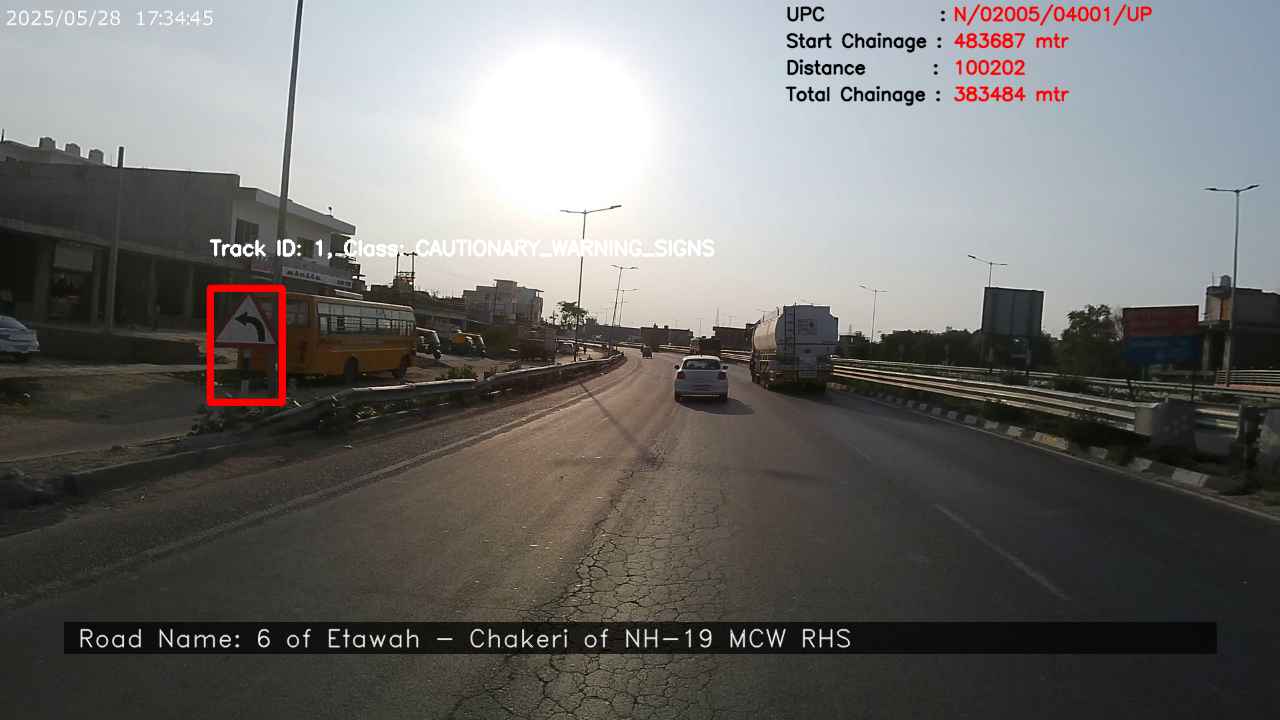 2025/05/28 17:34:45
UPC : N/02005/04001/UP
Start Chainage : 483687 mtr
Distance : 100202
Total Chainage : 383484 mtr
Track ID: 1, Class: CAUTIONARY_WARNING_SIGNS
Road Name: 6 of Etawah - Chakeri of NH-19 MCW RHS